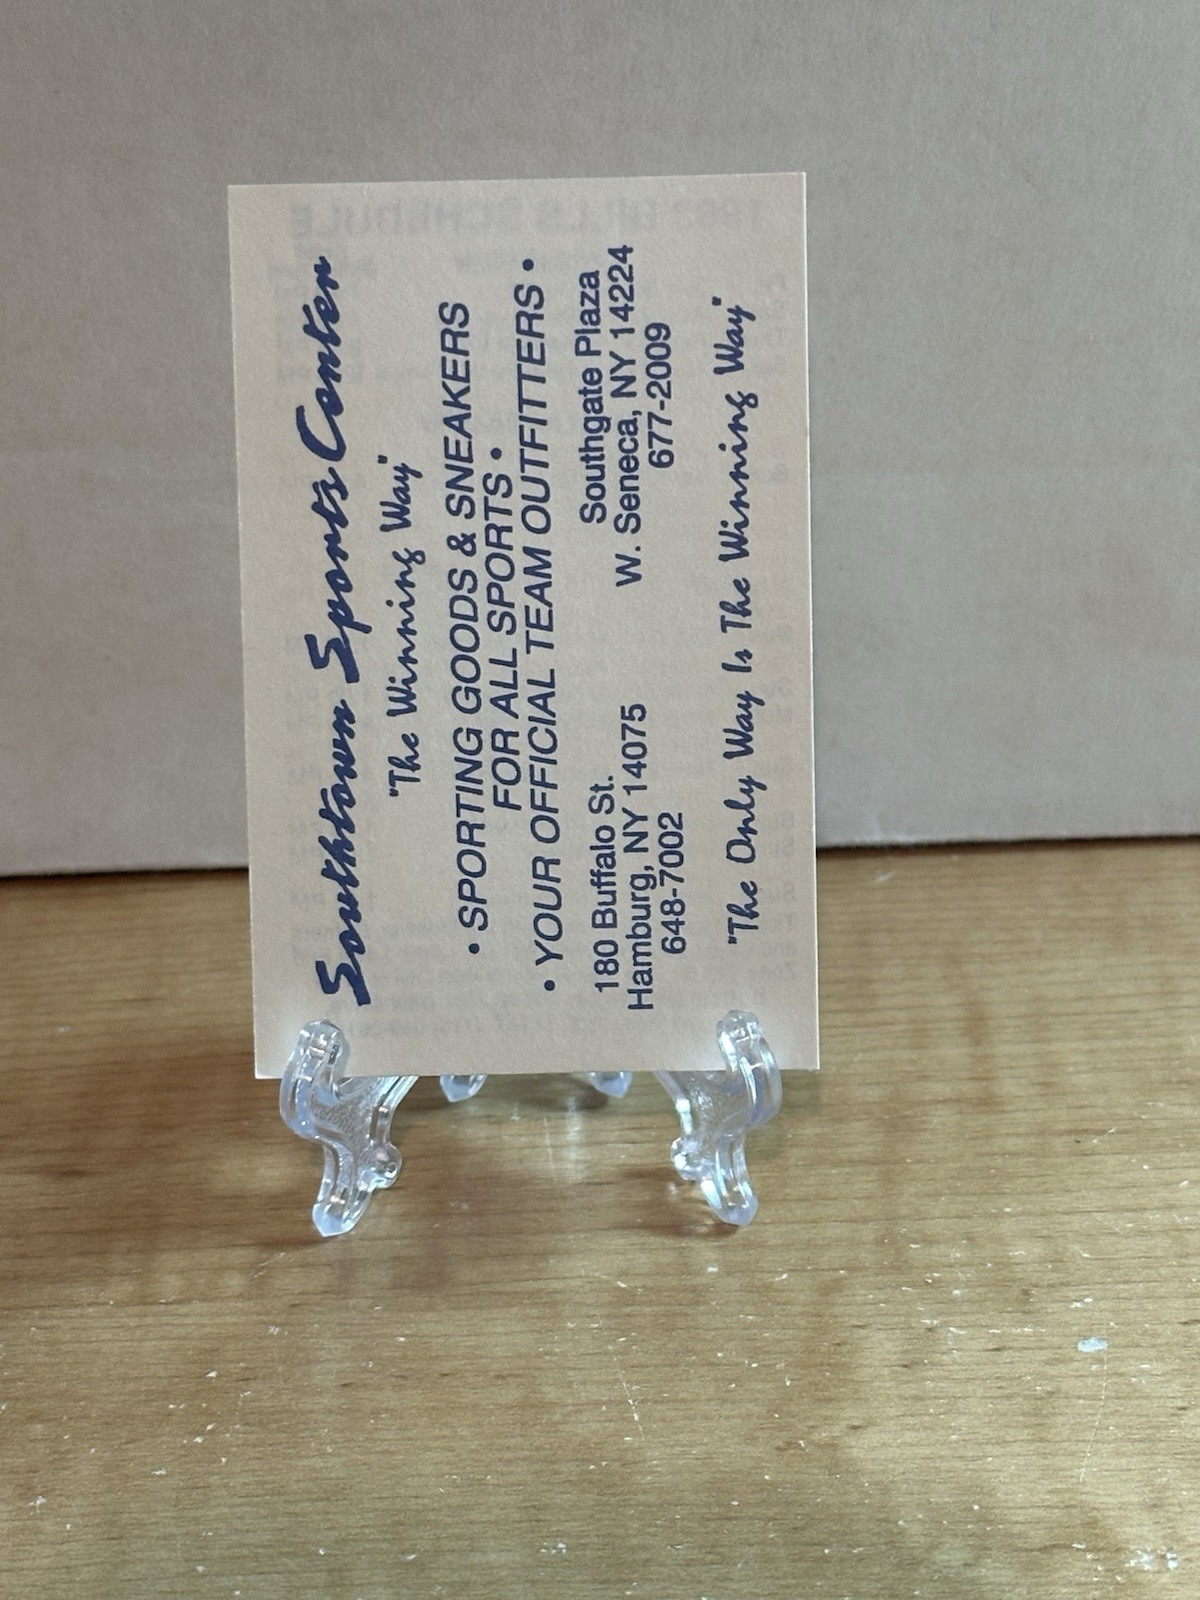 Southtown Sports Center
"The Winning Way"
• SPORTING GOODS & SNEAKERS
FOR ALL SPORTS •
• YOUR OFFICIAL TEAM OUTFITTERS •
180 Buffalo St.
Hamburg, NY 14075
648-7002
Southgate Plaza
W. Seneca, NY 14224
677-2009
"The Only Way Is The Winning Way"